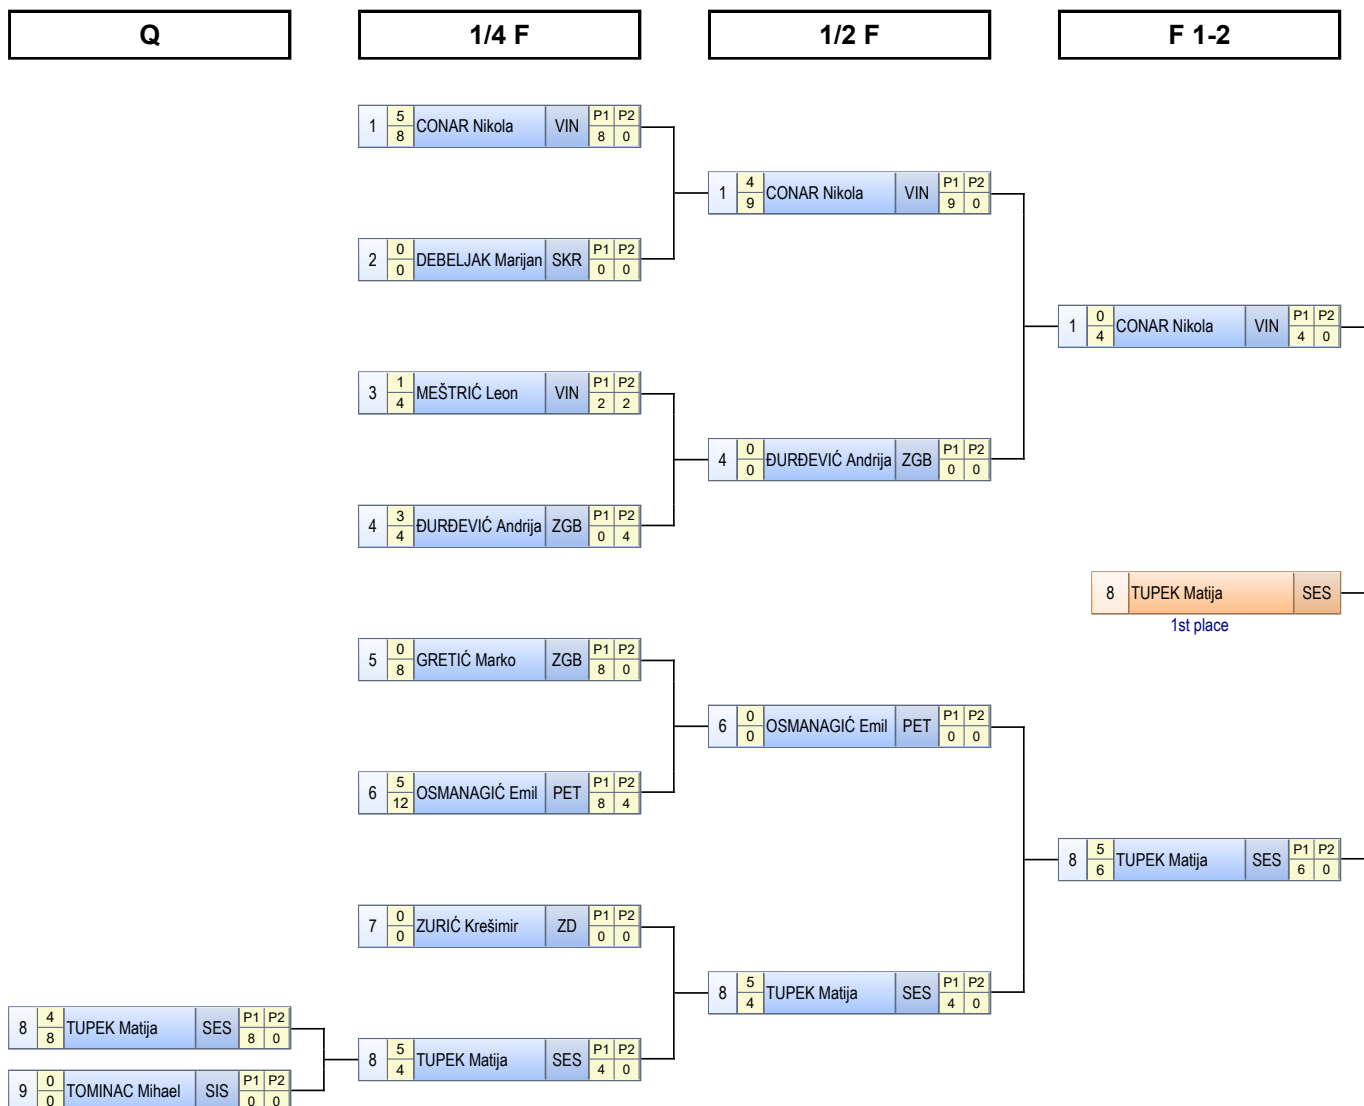 Q 1/4 F 1/2 F F 1-2
1 5 8 CONAR Nikola VIN P1 P2 8 0
1 4 9 CONAR Nikola VIN P1 P2 9 0
2 0 0 DEBELJAK Marijan SKR P1 P2 0 0
1 0 4 CONAR Nikola VIN P1 P2 4 0
3 1 4 MEŠTRIĆ Leon VIN P1 P2 2 2
4 0 0 ĐURĐEVIĆ Andrija ZGB P1 P2 0 0
4 3 4 ĐURĐEVIĆ Andrija ZGB P1 P2 0 4
8 TUPEK Matija SES
1st place
5 0 8 GRETIĆ Marko ZGB P1 P2 8 0
6 0 0 OSMANAGIĆ Emil PET P1 P2 0 0
6 5 12 OSMANAGIĆ Emil PET P1 P2 8 4
8 5 6 TUPEK Matija SES P1 P2 6 0
7 0 0 ZURIĆ Krešimir ZD P1 P2 0 0
8 5 4 TUPEK Matija SES P1 P2 4 0
8 4 8 TUPEK Matija SES P1 P2 8 0
8 5 4 TUPEK Matija SES P1 P2 4 0
9 0 0 TOMINAC Mihael SIS P1 P2 0 0